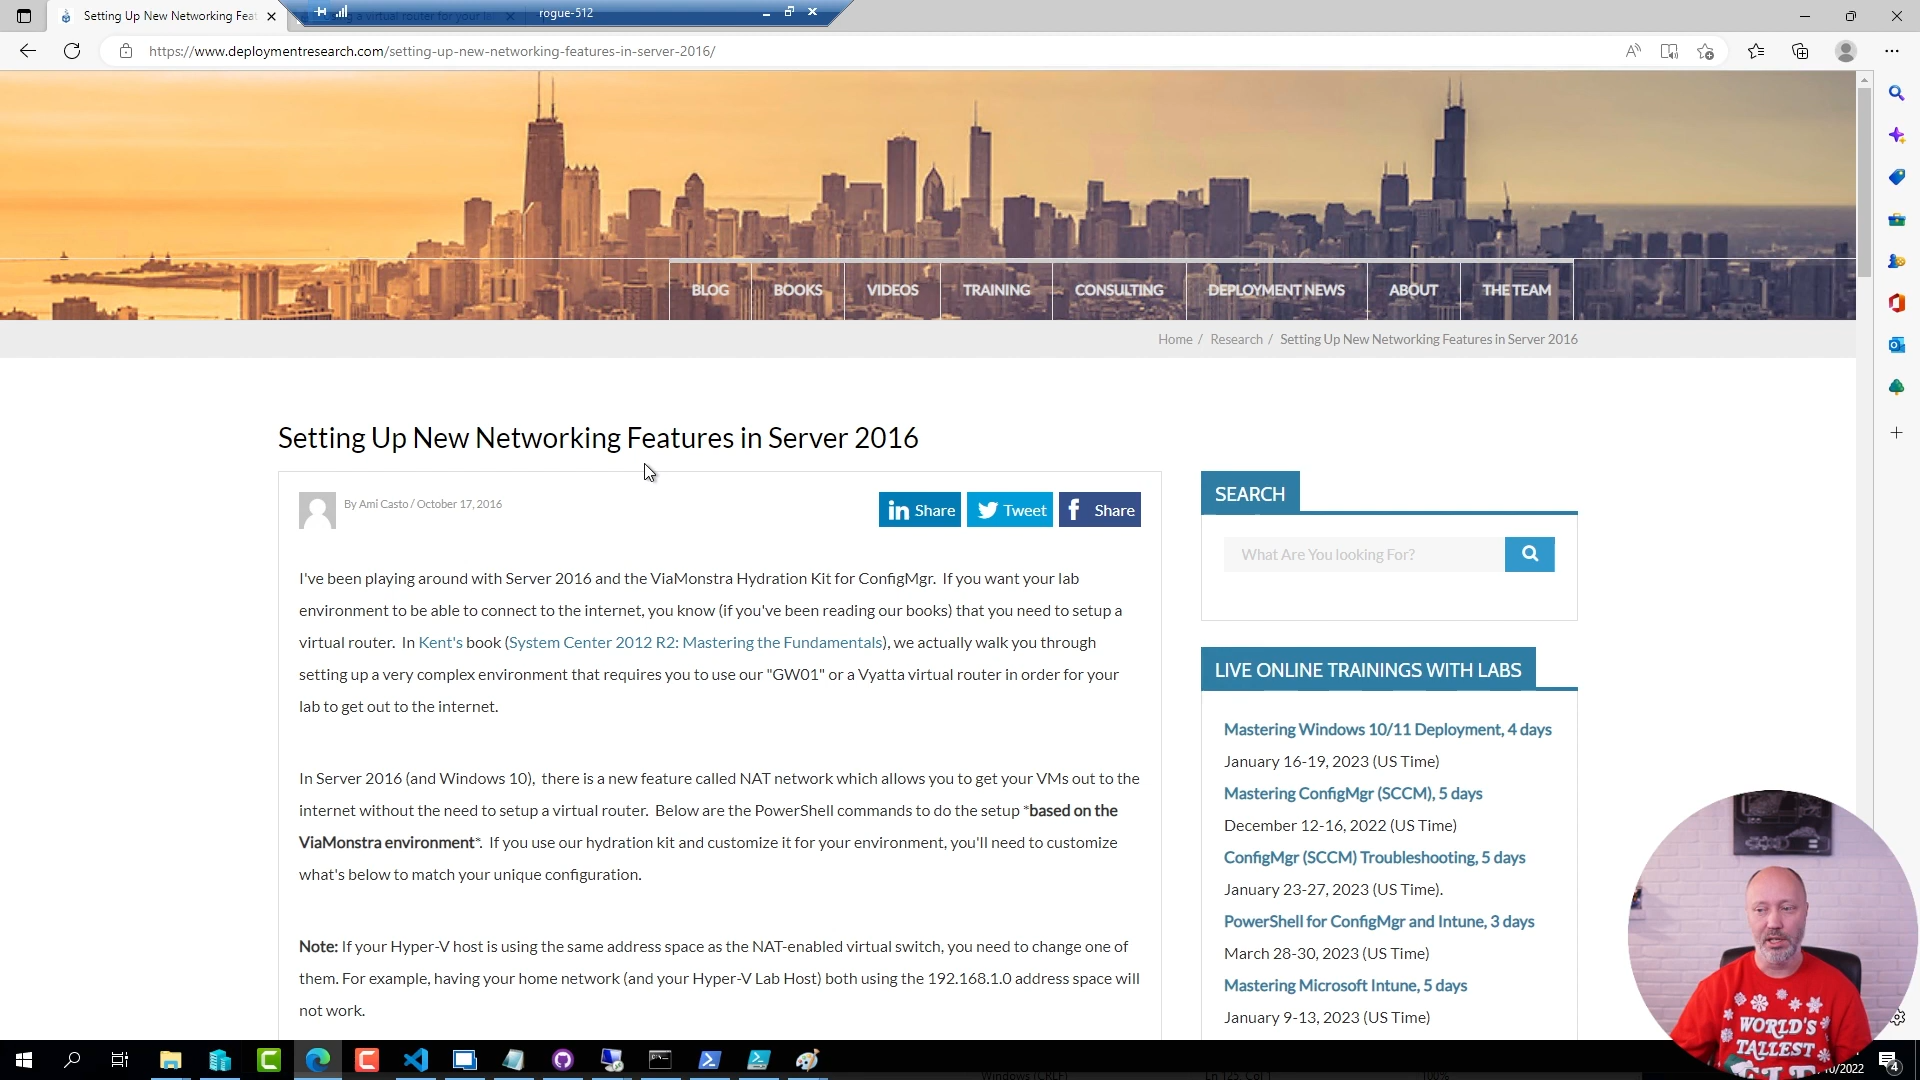 Setting Up New Networking Feat
rogue-512
https://www.deploymentresearch.com/setting-up-new-networking-features-in-server-2016/
BLOG
BOOKS
VIDEOS
TRAINING
CONSULTING
DEPLOYMENT NEWS
ABOUT
THE TEAM
Home / Research / Setting Up New Networking Features in Server 2016
Setting Up New Networking Features in Server 2016
By Ami Casto / October 17, 2016
in Share
Tweet
f Share
I've been playing around with Server 2016 and the ViaMonstra Hydration Kit for ConfigMgr. If you want your lab
environment to be able to connect to the internet, you know (if you've been reading our books) that you need to setup a
virtual router. In Kent's book (System Center 2012 R2: Mastering the Fundamentals), we actually walk you through
setting up a very complex environment that requires you to use our "GW01" or a Vyatta virtual router in order for your
lab to get out to the internet.
In Server 2016 (and Windows 10), there is a new feature called NAT network which allows you to get your VMs out to the
internet without the need to setup a virtual router. Below are the PowerShell commands to do the setup *based on the
ViaMonstra environment*. If you use our hydration kit and customize it for your environment, you'll need to customize
what's below to match your unique configuration.
Note: If your Hyper-V host is using the same address space as the NAT-enabled virtual switch, you need to change one of
them. For example, having your home network (and your Hyper-V Lab Host) both using the 192.168.1.0 address space will
not work.
SEARCH
What Are You looking For?
LIVE ONLINE TRAININGS WITH LABS
Mastering Windows 10/11 Deployment, 4 days
January 16-19, 2023 (US Time)
Mastering ConfigMgr (SCCM), 5 days
December 12-16, 2022 (US Time)
ConfigMgr (SCCM) Troubleshooting, 5 days
January 23-27, 2023 (US Time).
PowerShell for ConfigMgr and Intune, 3 days
March 28-30, 2023 (US Time)
Mastering Microsoft Intune, 5 days
January 9-13, 2023 (US Time)
WORLD'S
TALLEST
ELF
10/2022
4